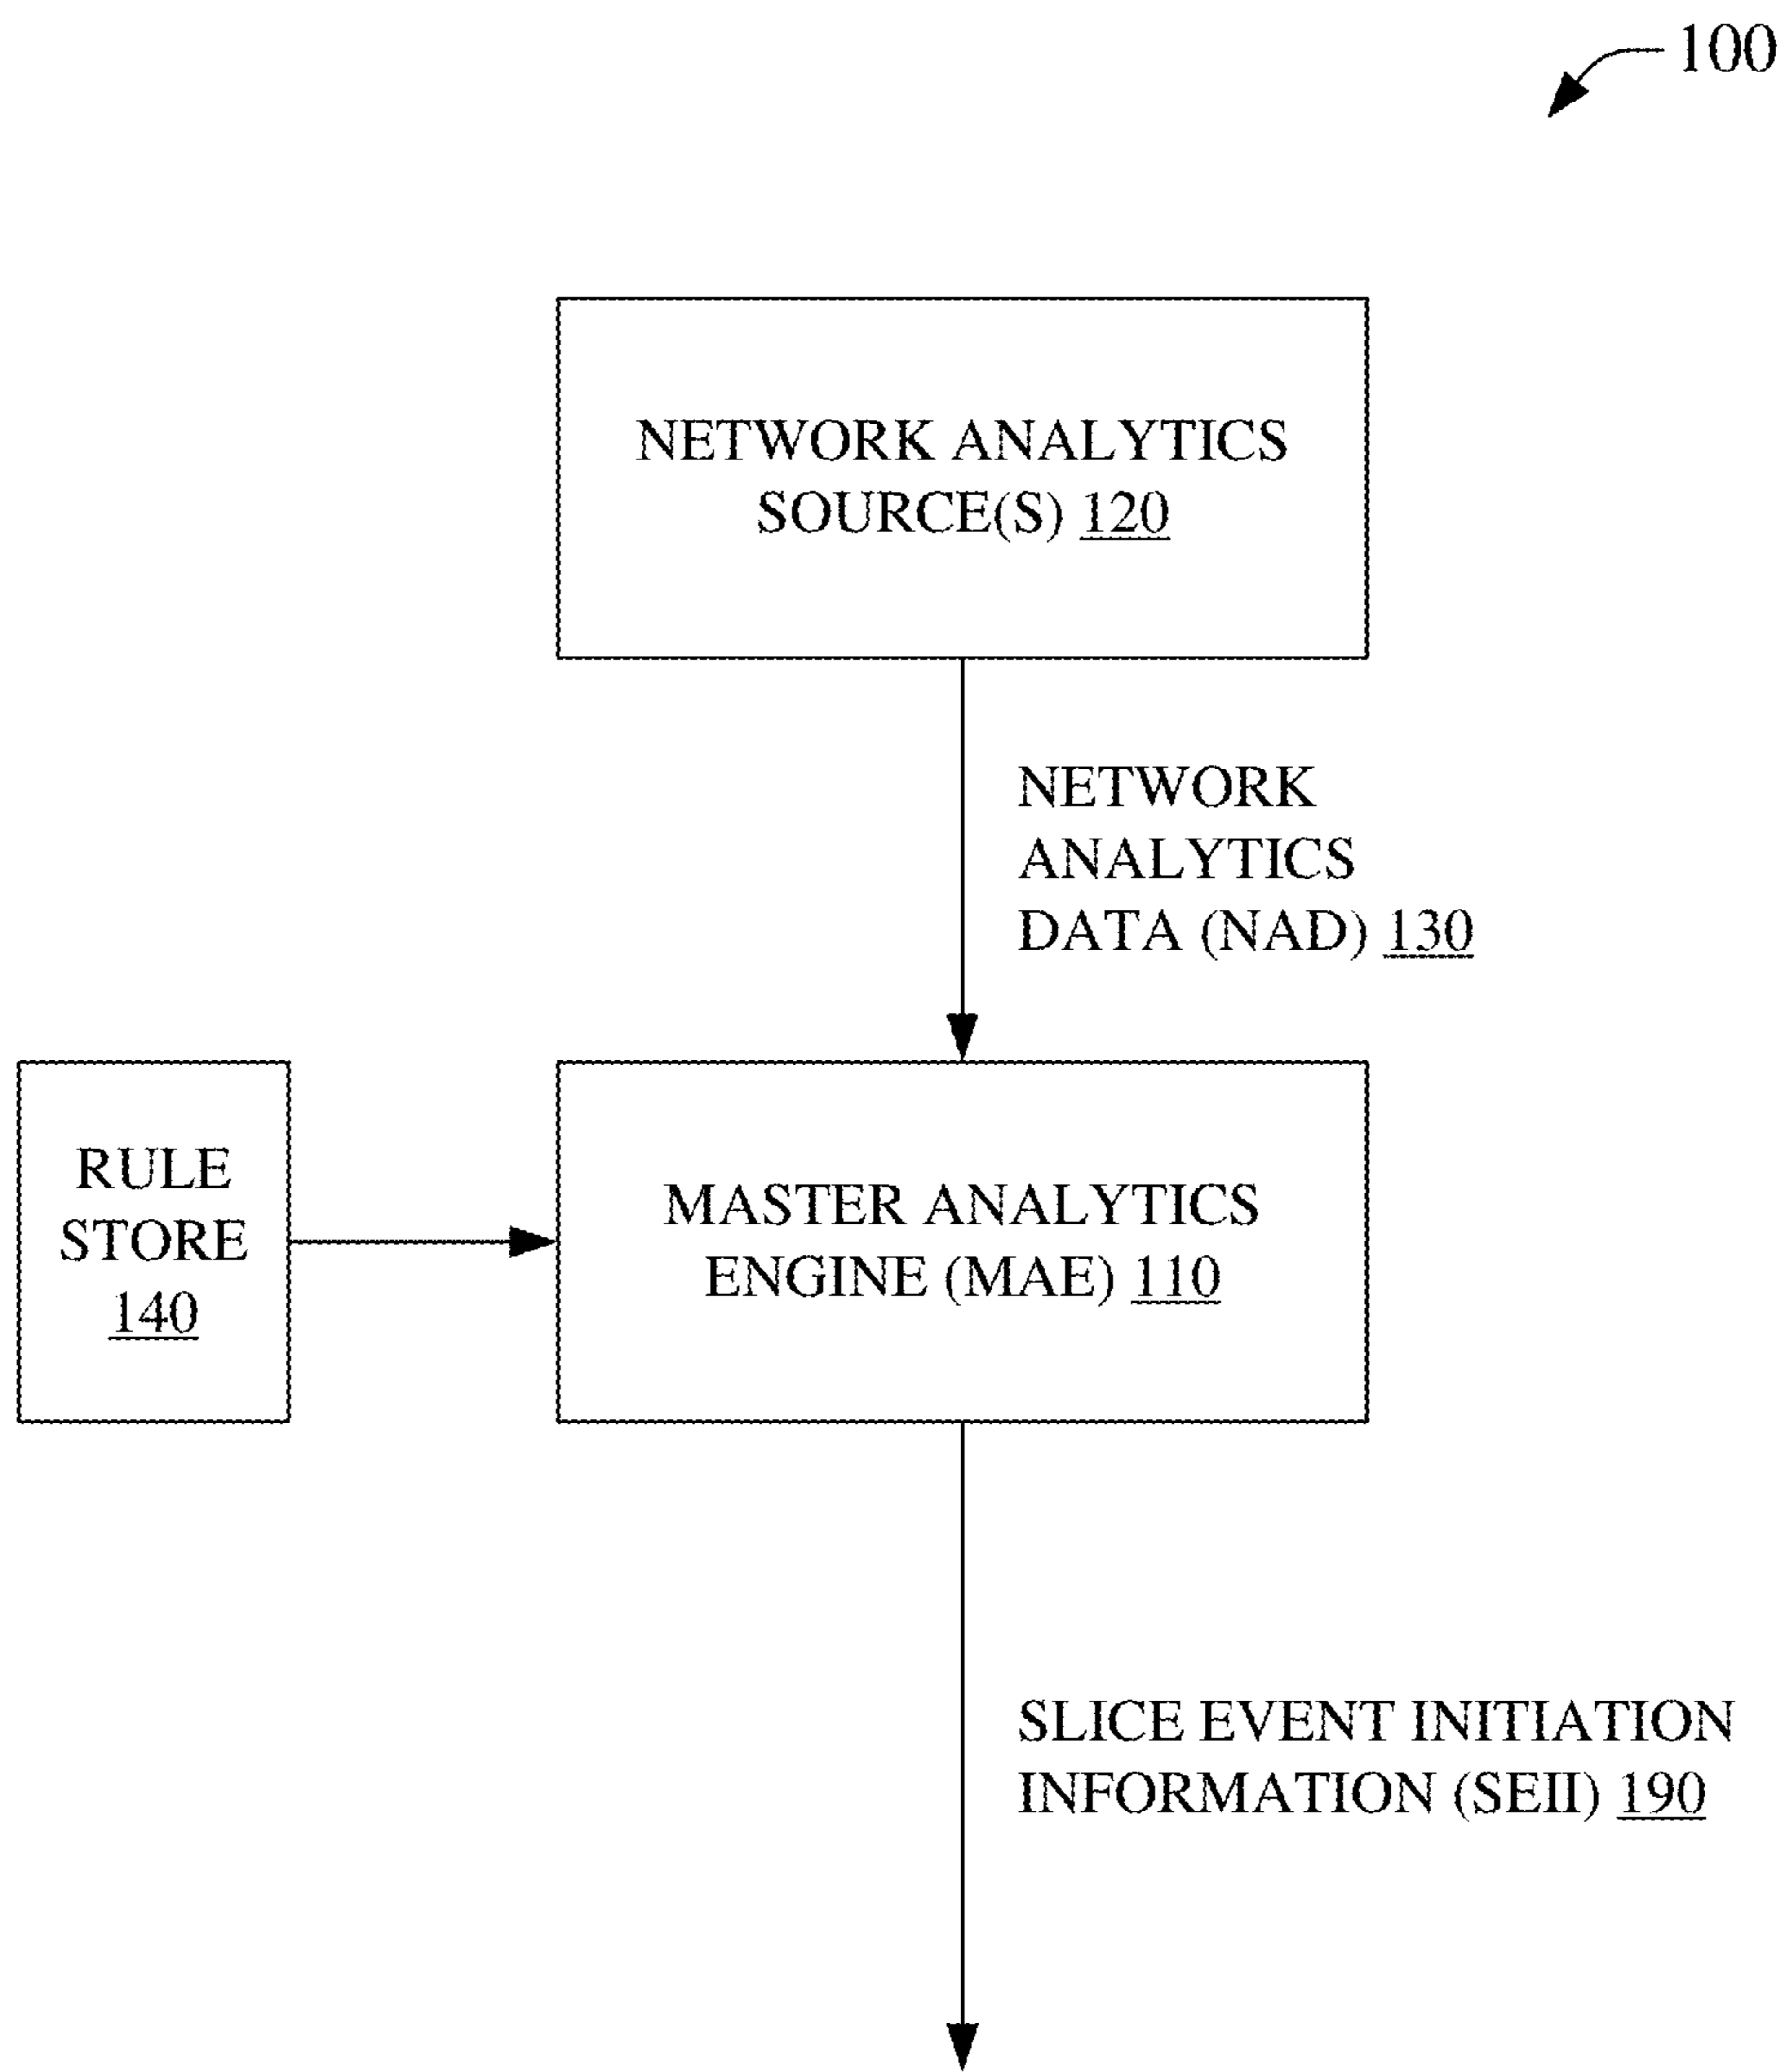 100
NETWORK ANALYTICS
SOURCE(S) 120
NETWORK
ANALYTICS
DATA (NAD) 130
RULE
STORE
140
MASTER ANALYTICS
ENGINE (MAE) 110
SLICE EVENT INITIATION
INFORMATION (SEII) 190